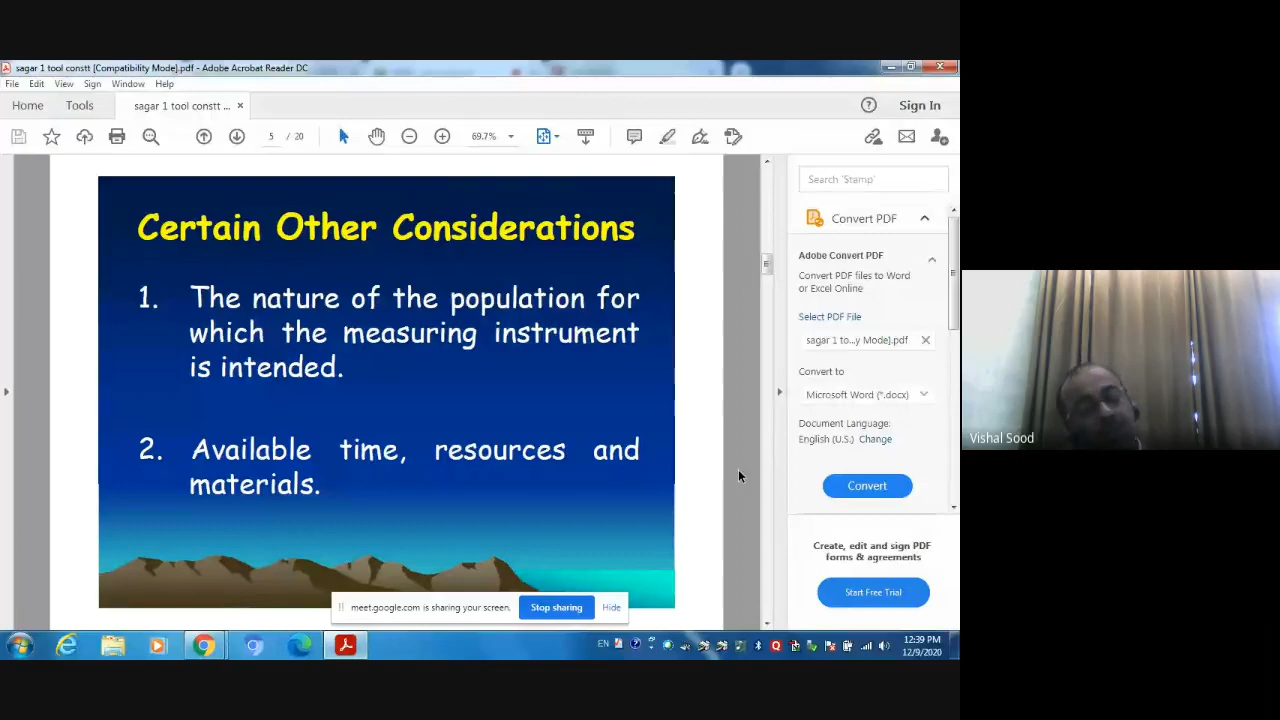 sagar 1 tool constt [Compatibility Mode].pdf - Adobe Acrobat Reader DC
File Edit View Sign Window Help
Home Tools sagar 1 tool constt ... × Sign In
5 / 20 69.7%
Certain Other Considerations
1. The nature of the population for
which the measuring instrument
is intended.
2. Available time, resources and
materials.
Search 'Stamp'
Convert PDF
Adobe Convert PDF
Convert PDF files to Word
or Excel Online
Select PDF File
sagar 1 to...y Mode].pdf
Convert to
Microsoft Word (*.docx)
Document Language:
English (U.S.) Change
Convert
Create, edit and sign PDF
forms & agreements
Start Free Trial
meet.google.com is sharing your screen. Stop sharing Hide
EN
12:39 PM
12/9/2020
Vishal Sood